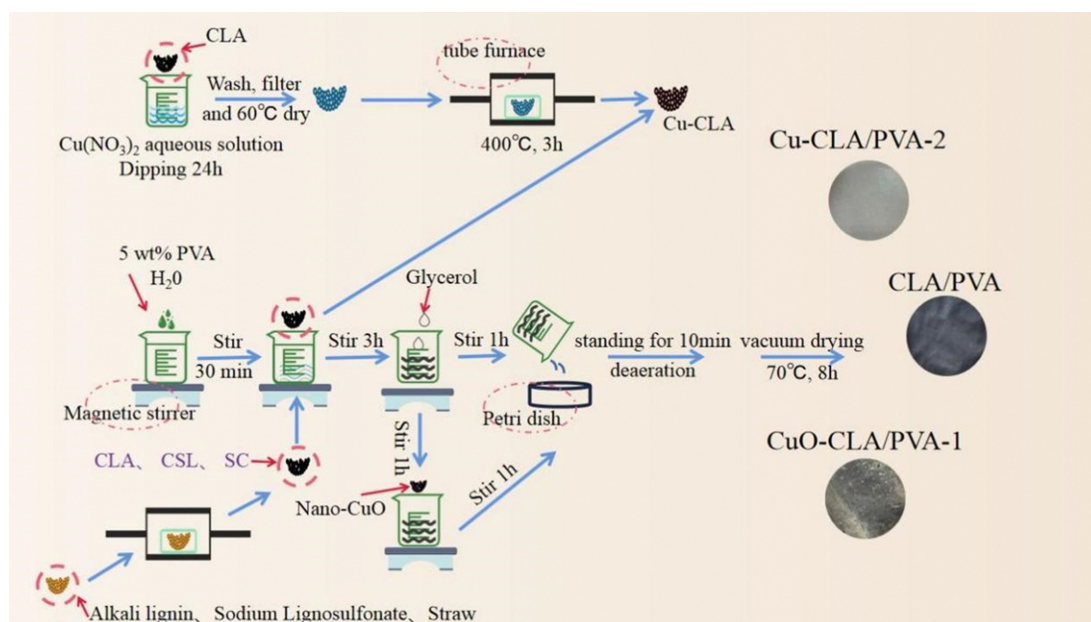 CLA
Wash, filter
and 60℃ dry
Cu(NO₃)₂ aqueous solution
Dipping 24h
tube furnace
400℃, 3h
Cu-CLA
Cu-CLA/PVA-2
5 wt% PVA
H₂0
Stir
30 min
Magnetic stirrer
Stir 3h
Glycerol
Stir 1h
Petri dish
standing for 10min
deaeration
vacuum drying
70℃, 8h
CLA/PVA
CLA、 CSL、 SC
Stir 1h
Nano-CuO
Stir 1h
CuO-CLA/PVA-1
Alkali lignin、Sodium Lignosulfonate、Straw